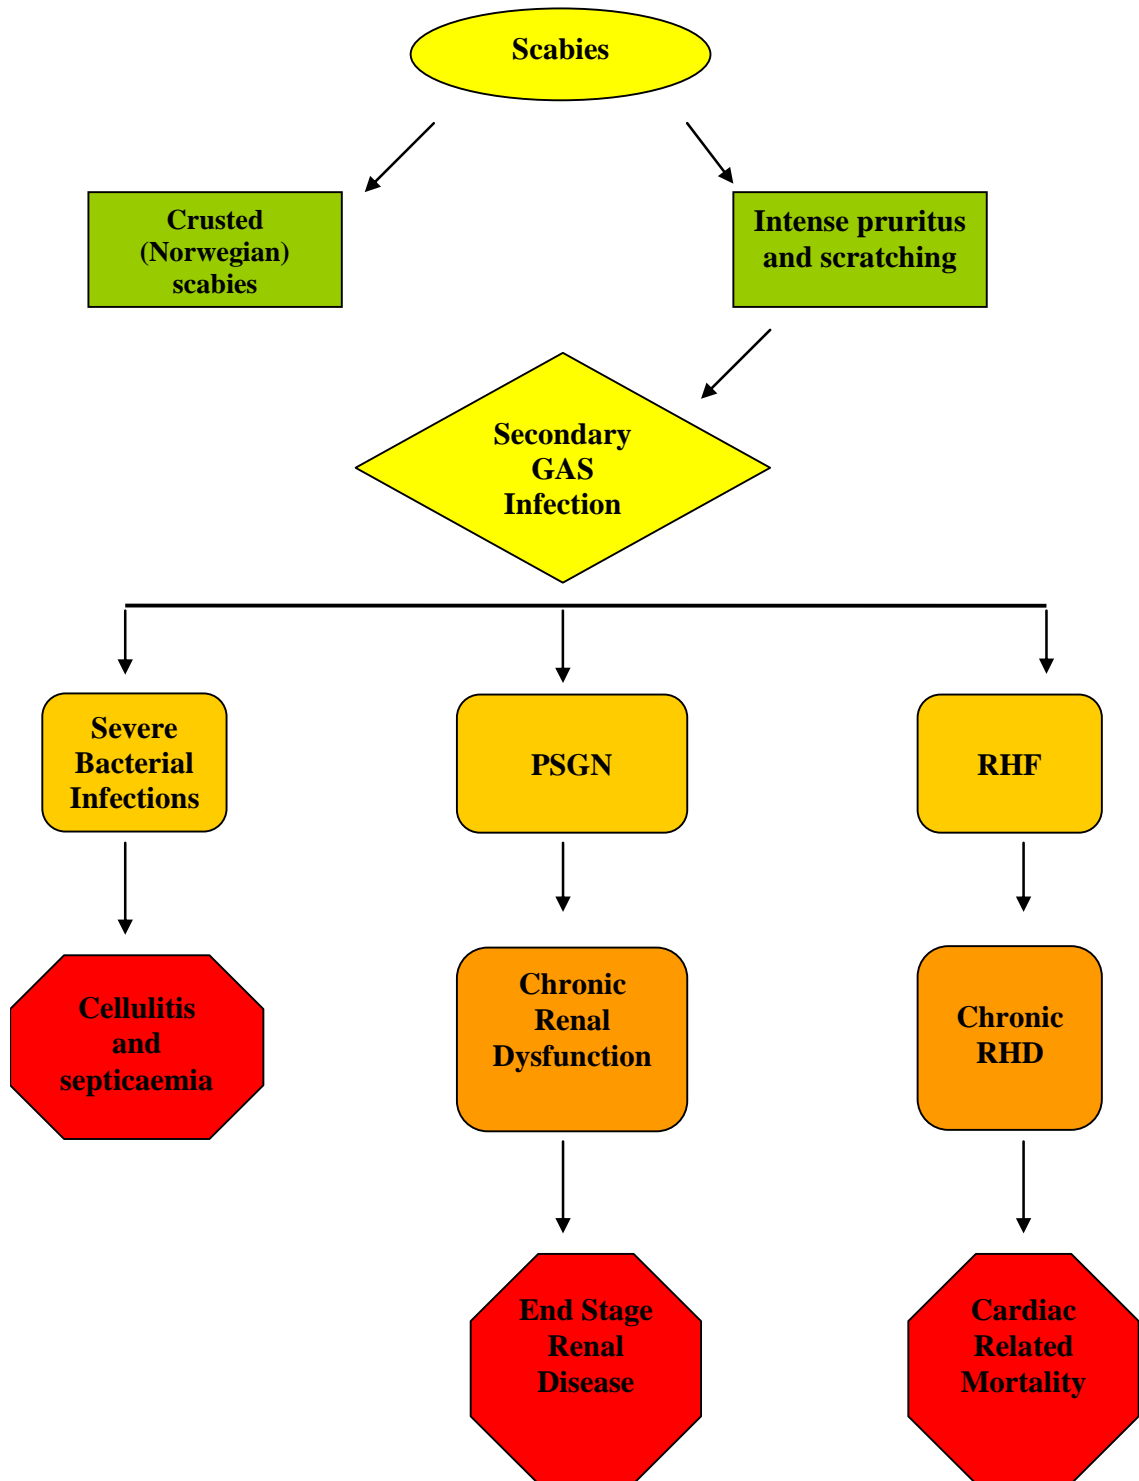 Scabies
Crusted
(Norwegian)
scabies
Intense pruritus
and scratching
Secondary
GAS
Infection
Severe
Bacterial
Infections
PSGN
RHF
Cellulitis
and
septicaemia
Chronic
Renal
Dysfunction
Chronic
RHD
End Stage
Renal
Disease
Cardiac
Related
Mortality